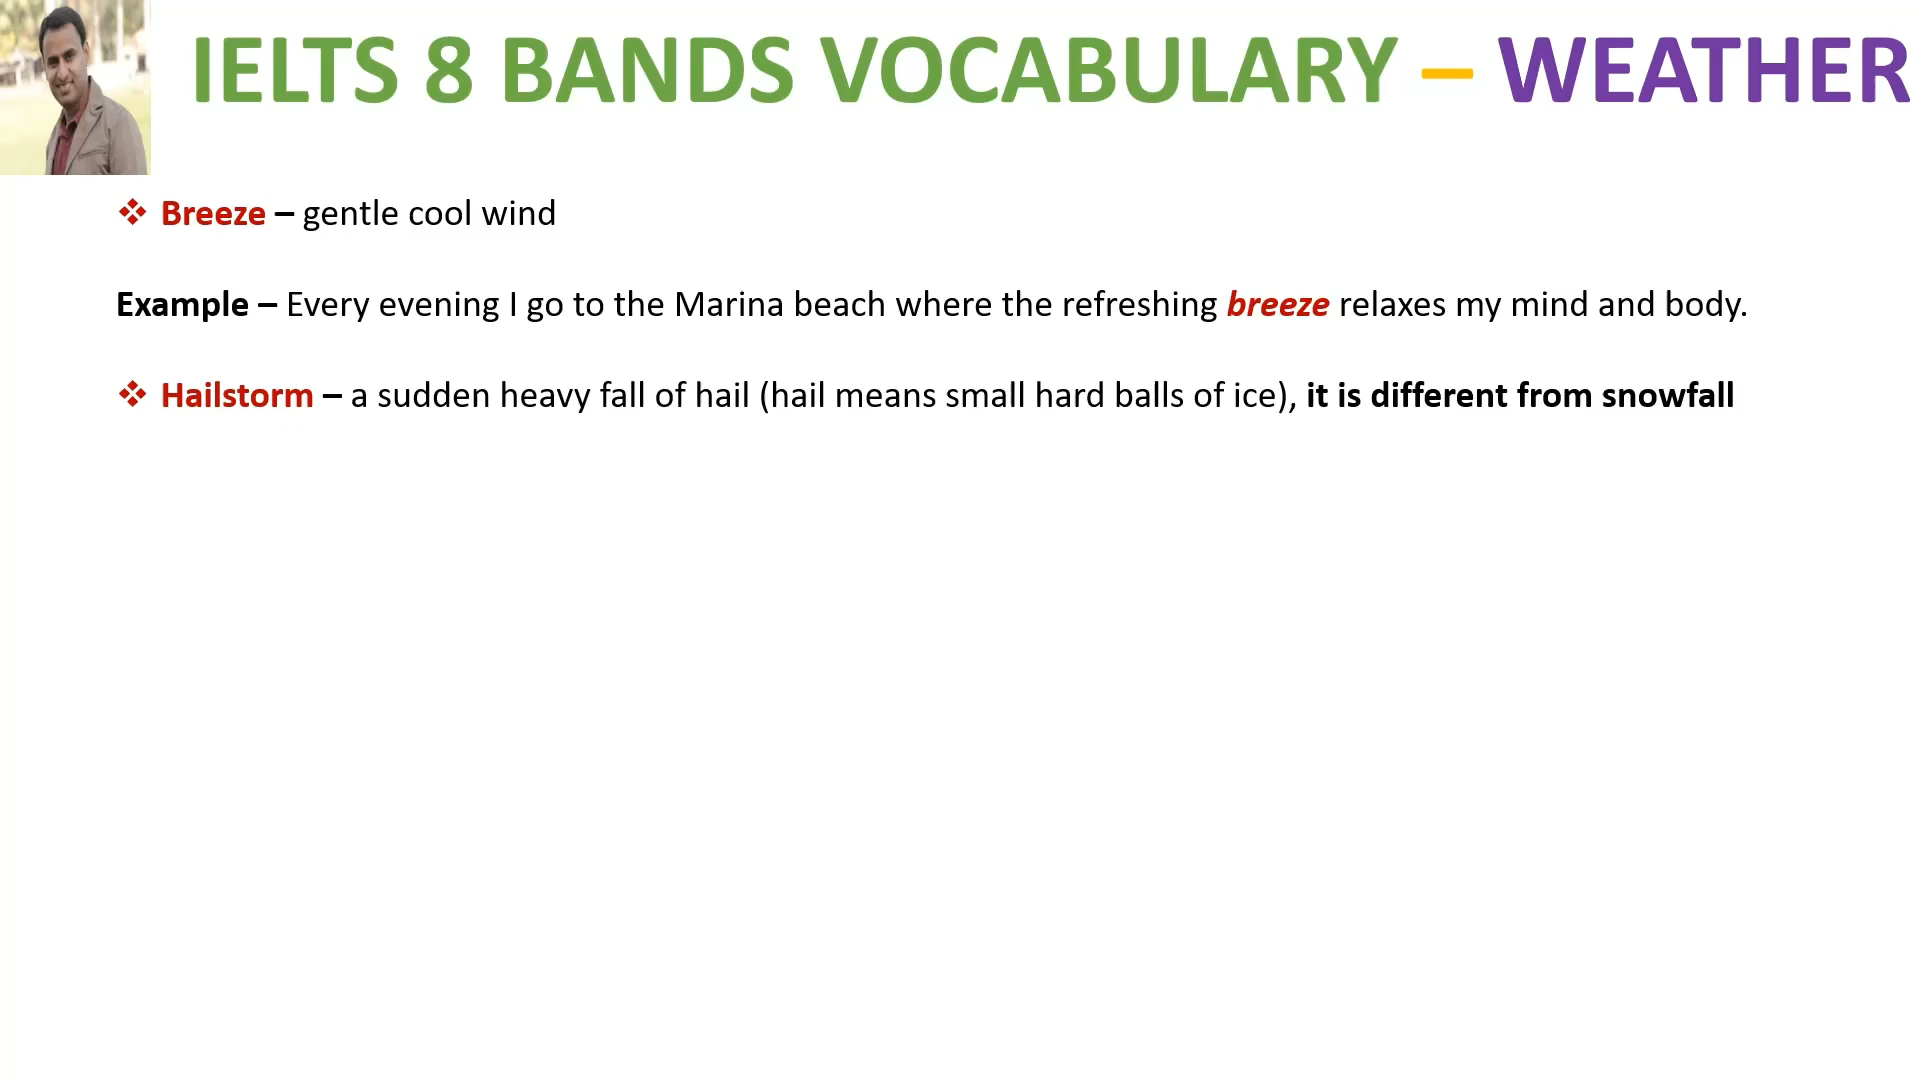 IELTS 8 BANDS VOCABULARY – WEATHER
❖ Breeze – gentle cool wind
Example – Every evening I go to the Marina beach where the refreshing breeze relaxes my mind and body.
❖ Hailstorm – a sudden heavy fall of hail (hail means small hard balls of ice), it is different from snowfall